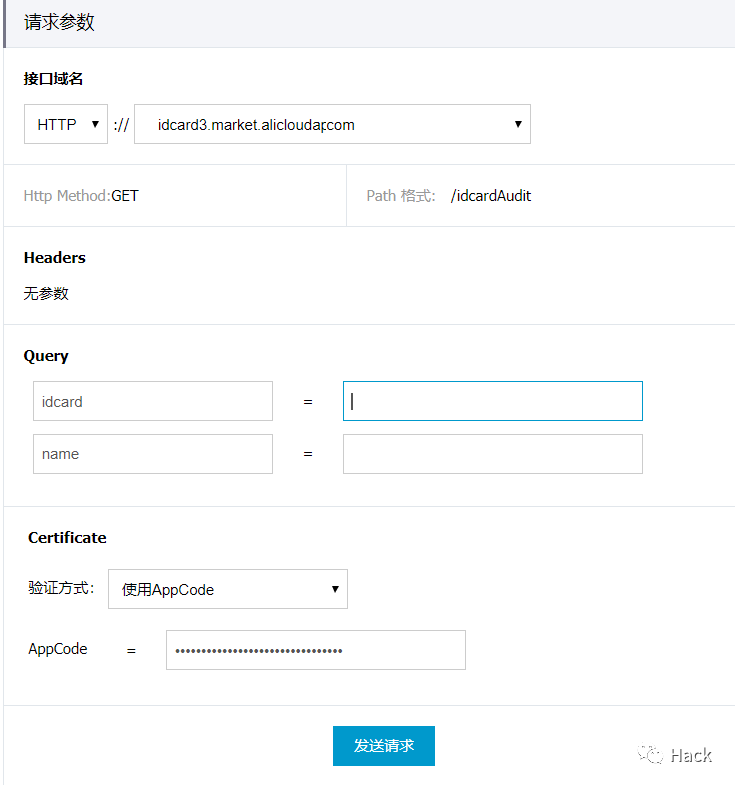 请求参数
接口域名
HTTP :// idcard3.market.alicloudap.com
Http Method:GET Path 格式: /idcardAudit
Headers
无参数
Query
idcard =
name =
Certificate
验证方式: 使用AppCode
AppCode = ••••••••••••••••••••••••••••••••
发送请求
Hack